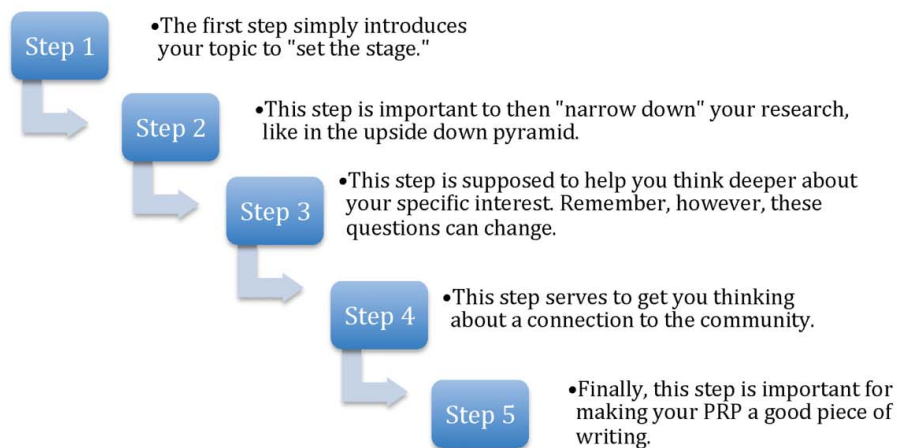 Step 1
•The first step simply introduces
your topic to "set the stage."
Step 2
•This step is important to then "narrow down" your research,
like in the upside down pyramid.
Step 3
•This step is supposed to help you think deeper about
your specific interest. Remember, however, these
questions can change.
Step 4
•This step serves to get you thinking
about a connection to the community.
Step 5
•Finally, this step is important for
making your PRP a good piece of
writing.